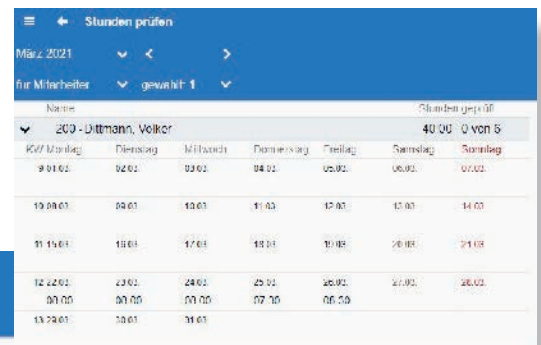 Stunden prüfen
März 2021
für Mitarbeiter gewählt: 1
Name Stunden geprüft
200 - Dittmann, Volker 40:00 0 von 6
KW Montag Dienstag Mittwoch Donnerstag Freitag Samstag Sonntag
9 01.03. 02.03. 03.03. 04.03. 05.03. 06.03. 07.03.
10 08.03. 09.03. 10.03. 11.03. 12.03. 13.03. 14.03.
11 15.03. 16.03. 17.03. 18.03. 19.03. 20.03. 21.03.
12 22.03. 23.03. 24.03. 25.03. 26.03. 27.03. 28.03.
08:00 08:00 08:00 07:30 08:30
13 29.03. 30.03. 31.03.